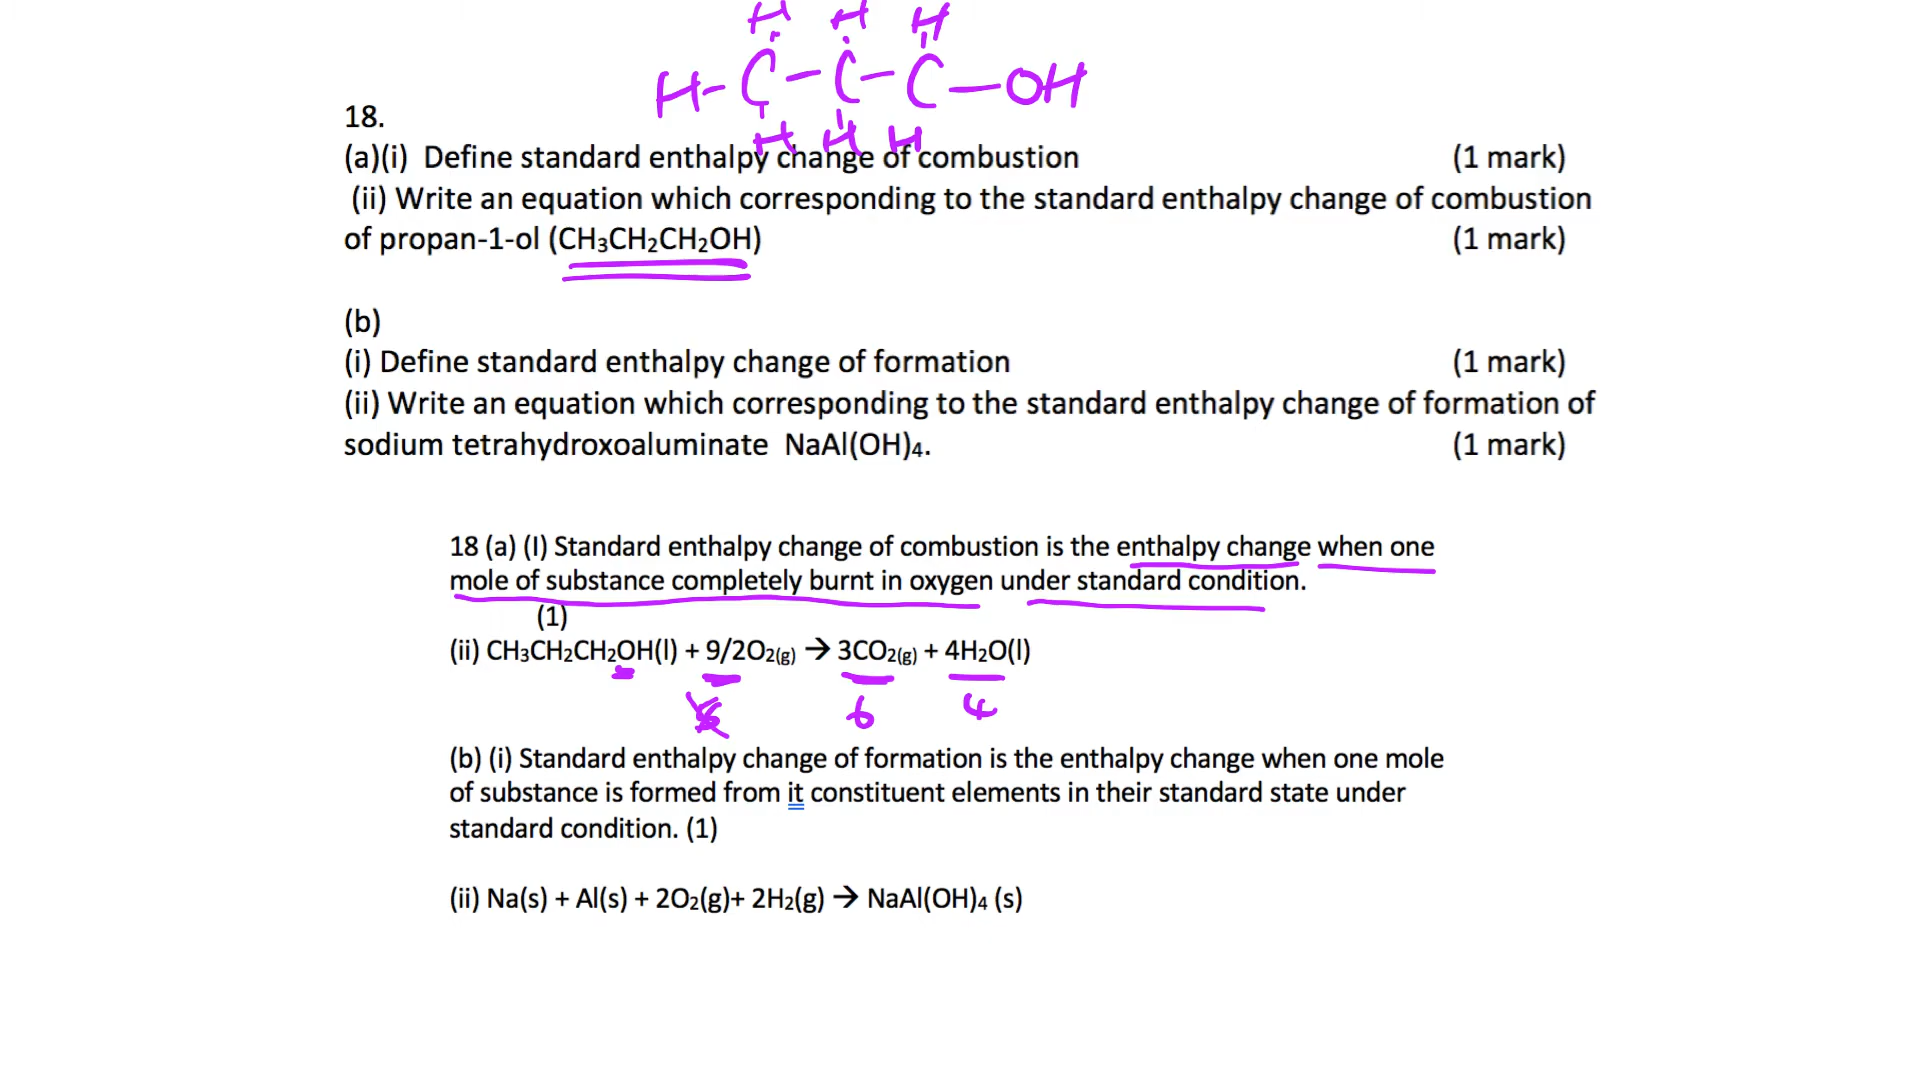 H H H
H-C-C-C-OH
H H H
18.
(a)(i) Define standard enthalpy change of combustion (1 mark)
(ii) Write an equation which corresponding to the standard enthalpy change of combustion
of propan-1-ol (CH₃CH₂CH₂OH) (1 mark)
(b)
(i) Define standard enthalpy change of formation (1 mark)
(ii) Write an equation which corresponding to the standard enthalpy change of formation of
sodium tetrahydroxoaluminate NaAl(OH)₄. (1 mark)
18 (a) (I) Standard enthalpy change of combustion is the enthalpy change when one
mole of substance completely burnt in oxygen under standard condition.
(1)
(ii) CH₃CH₂CH₂OH(l) + 9/2O₂(g) → 3CO₂(g) + 4H₂O(l)
6 4
(b) (i) Standard enthalpy change of formation is the enthalpy change when one mole
of substance is formed from it constituent elements in their standard state under
standard condition. (1)
(ii) Na(s) + Al(s) + 2O₂(g)+ 2H₂(g) → NaAl(OH)₄ (s)